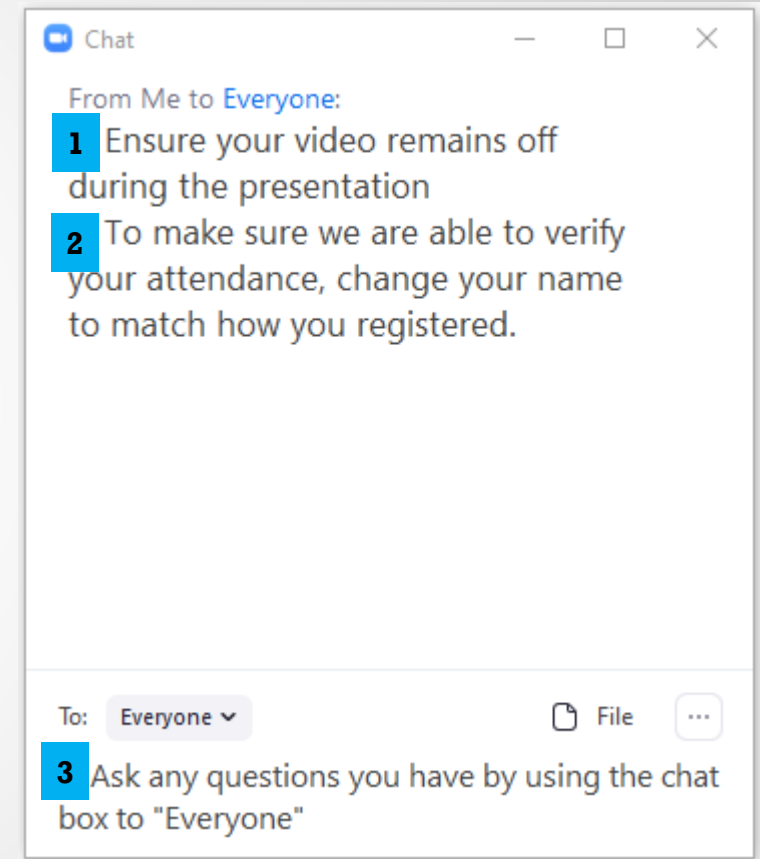 Chat
From Me to Everyone:
1 Ensure your video remains off
during the presentation
2 To make sure we are able to verify
your attendance, change your name
to match how you registered.
To: Everyone File ...
3 Ask any questions you have by using the chat
box to "Everyone"